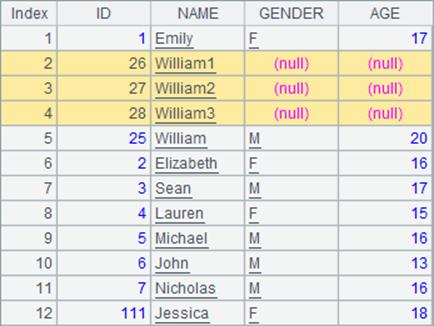 Index ID NAME GENDER AGE
1 1 Emily F 17
2 26 William1 (null) (null)
3 27 William2 (null) (null)
4 28 William3 (null) (null)
5 25 William M 20
6 2 Elizabeth F 16
7 3 Sean M 17
8 4 Lauren F 15
9 5 Michael M 16
10 6 John M 13
11 7 Nicholas M 16
12 111 Jessica F 18